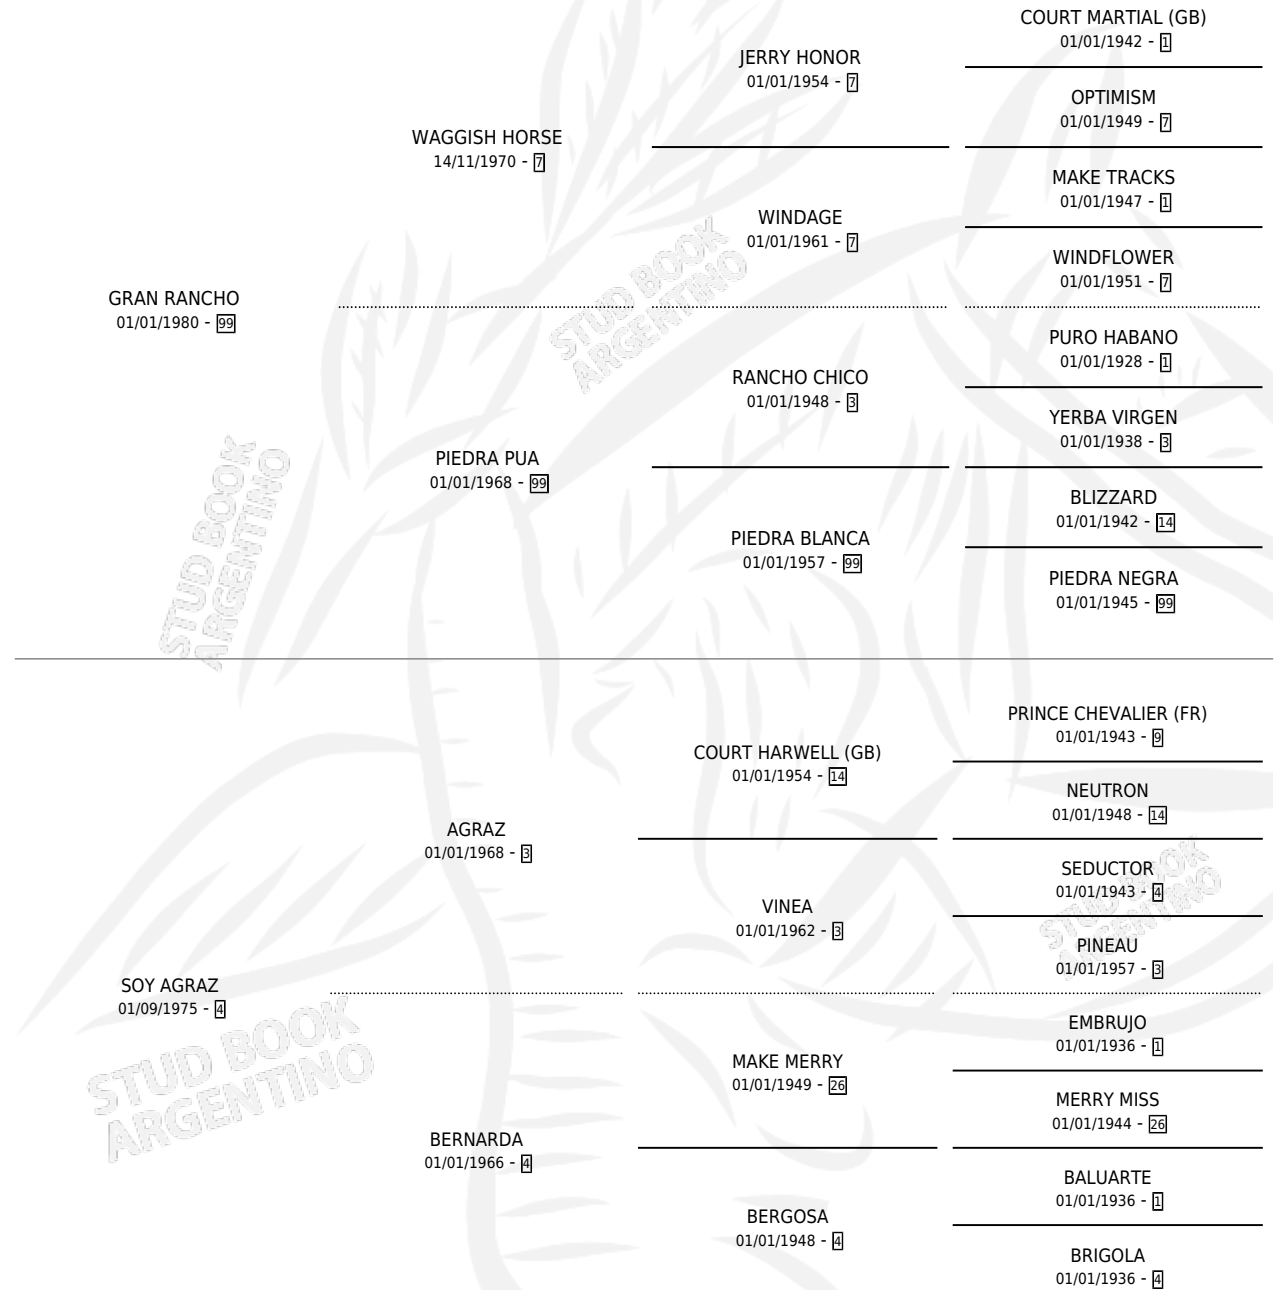 COURT MARTIAL (GB)
01/01/1942 - 1
JERRY HONOR
01/01/1954 - 7
OPTIMISM
01/01/1949 - 7
WAGGISH HORSE
14/11/1970 - 7
MAKE TRACKS
01/01/1947 - 1
WINDAGE
01/01/1961 - 7
WINDFLOWER
01/01/1951 - 7
GRAN RANCHO
01/01/1980 - 99
PURO HABANO
01/01/1928 - 1
RANCHO CHICO
01/01/1948 - 3
YERBA VIRGEN
01/01/1938 - 3
PIEDRA PUA
01/01/1968 - 99
BLIZZARD
01/01/1942 - 14
PIEDRA BLANCA
01/01/1957 - 99
PIEDRA NEGRA
01/01/1945 - 99
PRINCE CHEVALIER (FR)
01/01/1943 - 9
COURT HARWELL (GB)
01/01/1954 - 14
NEUTRON
01/01/1948 - 14
AGRAZ
01/01/1968 - 3
SEDUCTOR
01/01/1943 - 4
VINEA
01/01/1962 - 3
PINEAU
01/01/1957 - 3
SOY AGRAZ
01/09/1975 - 4
EMBRUJO
01/01/1936 - 1
MAKE MERRY
01/01/1949 - 26
MERRY MISS
01/01/1944 - 26
BERNARDA
01/01/1966 - 4
BALUARTE
01/01/1936 - 1
BERGOSA
01/01/1948 - 4
BRIGOLA
01/01/1936 - 4
STUD BOOK
ARGENTINO
STUD BOOK
ARGENTINO
STUD BOOK
ARGENTINO
STUD BOOK
ARGENTINO